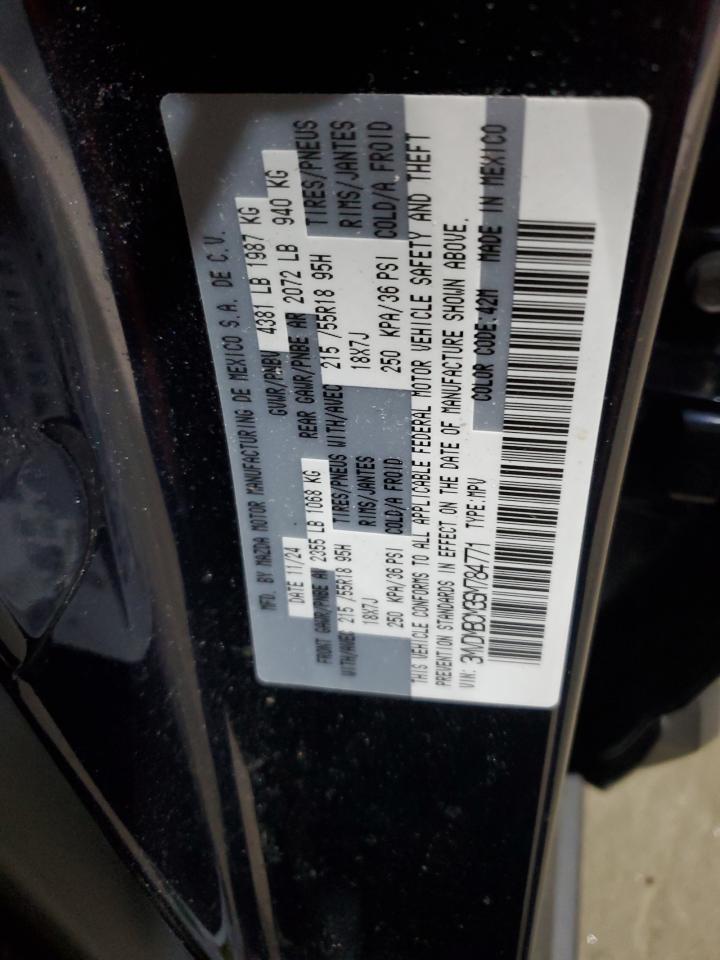 MFD. BY MAZDA MOTOR MANUFACTURING DE MEXICO S.A. DE C.V.
DATE 11/24 GVWR/PNBV 4381 LB 1987 KG
FRONT GAWR/PNBE AV 2355 LB 1068 KG REAR GAWR/PNBE AR 2072 LB 940 KG
WITH/AVEC TIRES/PNEUS WITH/AVEC TIRES/PNEUS
215 /55R18 95H 215 /55R18 95H
RIMS/JANTES RIMS/JANTES
18X7J 18X7J
COLD/A FROID COLD/A FROID
250 KPA/36 PSI 250 KPA/36 PSI
THIS VEHICLE CONFORMS TO ALL APPLICABLE FEDERAL MOTOR VEHICLE SAFETY AND THEFT
PREVENTION STANDARDS IN EFFECT ON THE DATE OF MANUFACTURE SHOWN ABOVE.
VIN: 3MVDMBCM3SM784771 TYPE:MPV COLOR CODE:42M MADE IN MEXICO